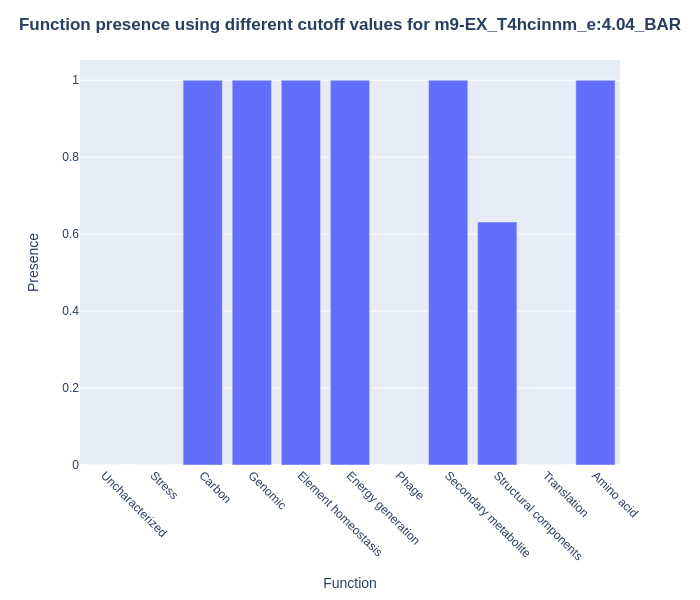 Function presence using different cutoff values for m9-EX_T4hcinnm_e:4.04_BAR
1
0.8
0.6
0.4
0.2
0
Presence
Uncharacterized
Stress
Carbon
Genomic
Element homeostasis
Energy generation
Phage
Secondary metabolite
Structural components
Translation
Amino acid
Function